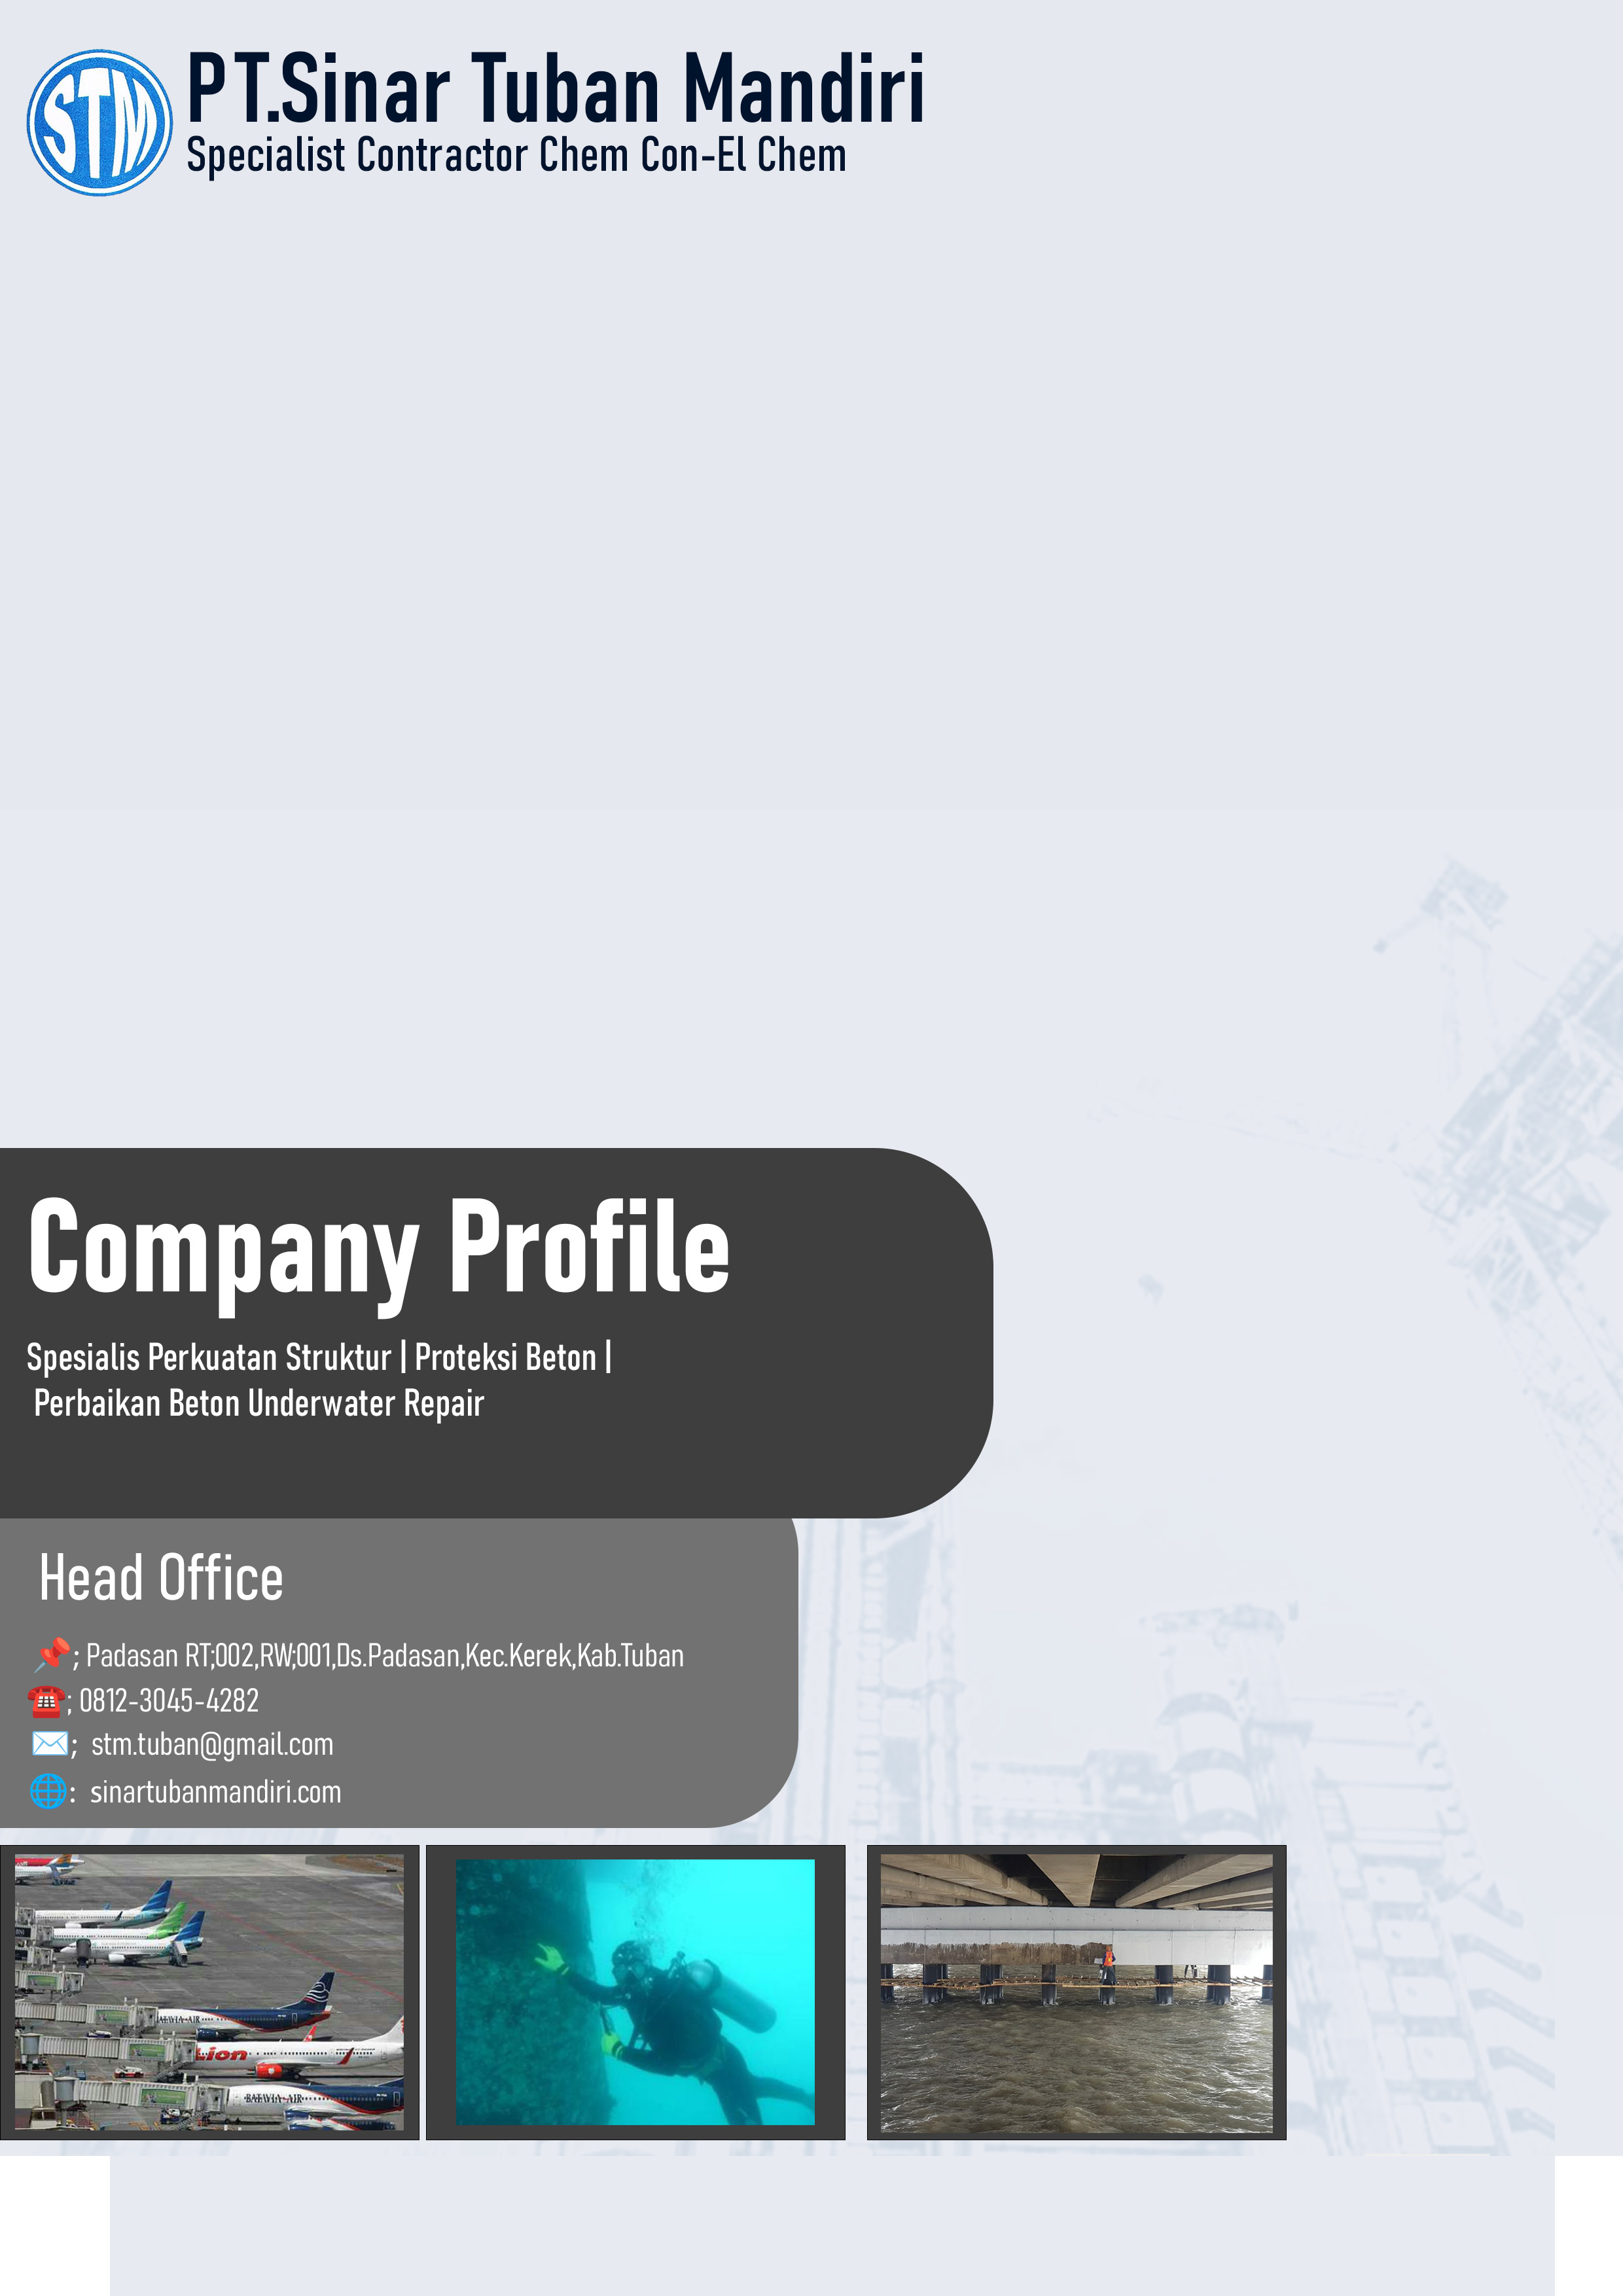 STM
PT.Sinar Tuban Mandiri
Specialist Contractor Chem Con-El Chem
Company Profile
Spesialis Perkuatan Struktur | Proteksi Beton |
Perbaikan Beton Underwater Repair
Head Office
📌; Padasan RT;002,RW;001,Ds.Padasan,Kec.Kerek,Kab.Tuban
☎️; 0812-3045-4282
✉️; stm.tuban@gmail.com
🌐: sinartubanmandiri.com
BATAVIA AIR
Lion
BATAVIA AIR